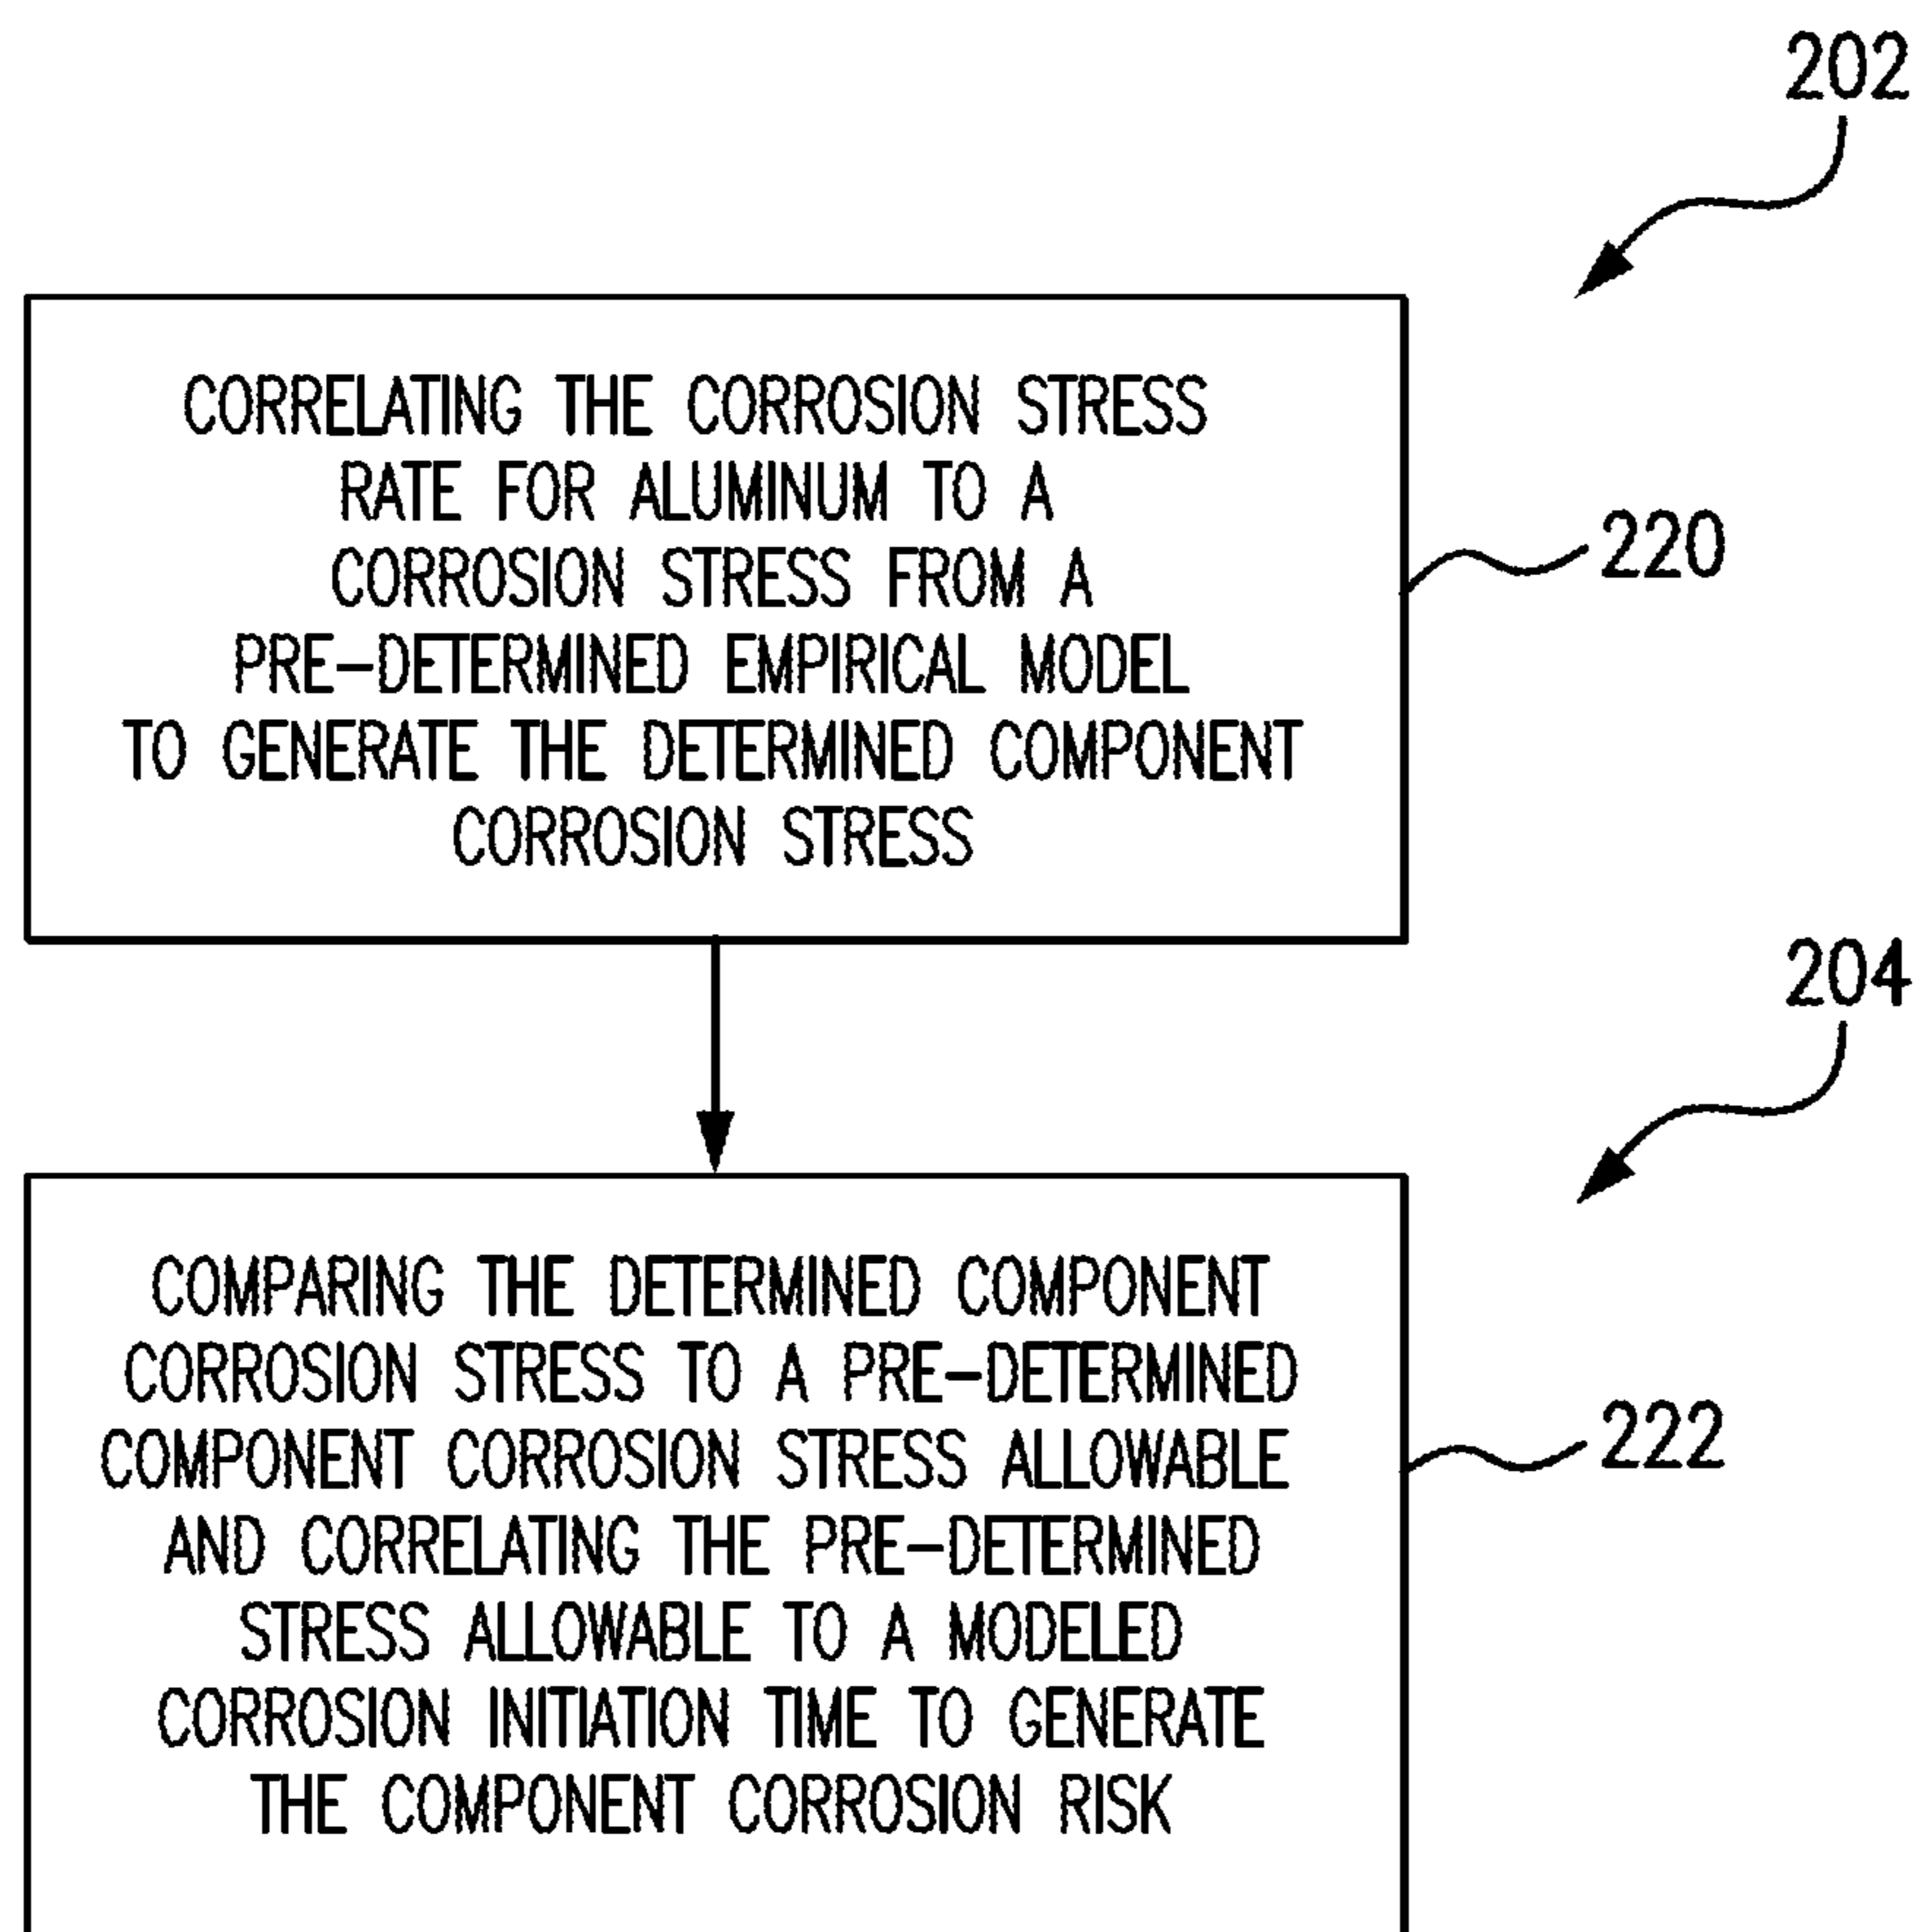 202
CORRELATING THE CORROSION STRESS
RATE FOR ALUMINUM TO A
CORROSION STRESS FROM A
PRE-DETERMINED EMPIRICAL MODEL
TO GENERATE THE DETERMINED COMPONENT
CORROSION STRESS
220
204
COMPARING THE DETERMINED COMPONENT
CORROSION STRESS TO A PRE-DETERMINED
COMPONENT CORROSION STRESS ALLOWABLE
AND CORRELATING THE PRE-DETERMINED
STRESS ALLOWABLE TO A MODELED
CORROSION INITIATION TIME TO GENERATE
THE COMPONENT CORROSION RISK
222